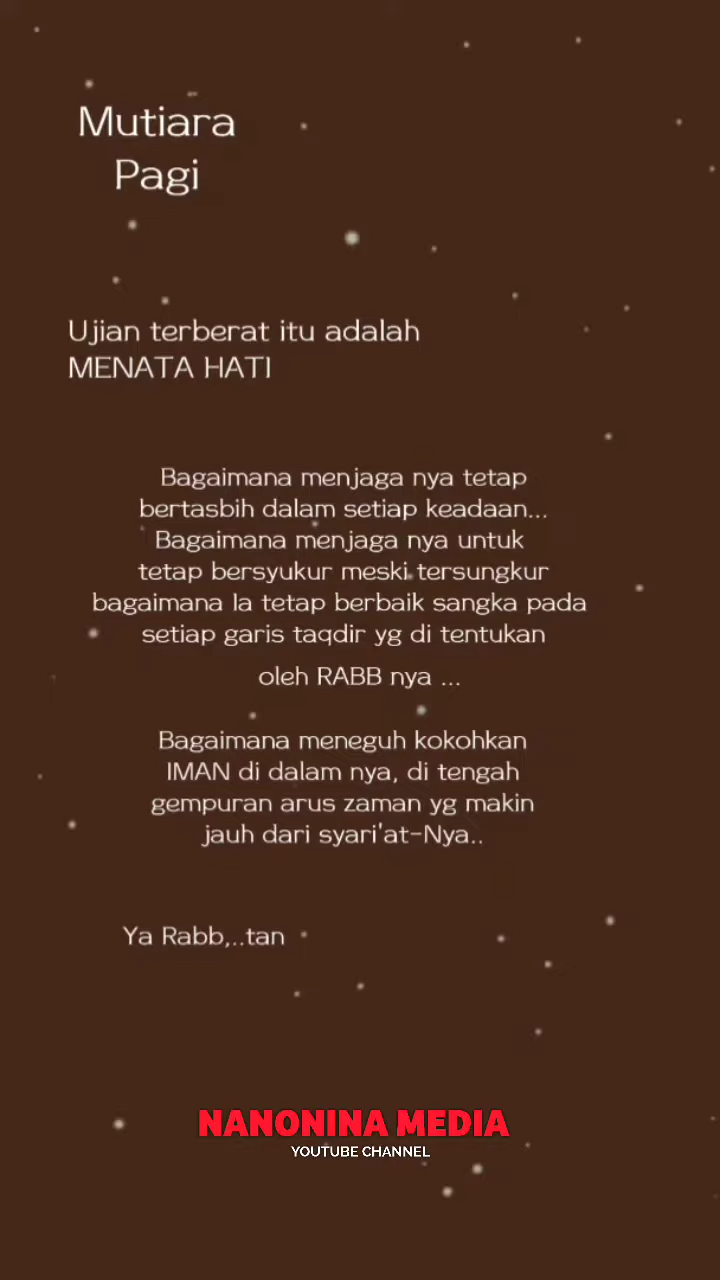 Mutiara
Pagi
Ujian terberat itu adalah
MENATA HATI
Bagaimana menjaga nya tetap
bertasbih dalam setiap keadaan...
Bagaimana menjaga nya untuk
tetap bersyukur meski tersungkur
bagaimana Ia tetap berbaik sangka pada
setiap garis taqdir yg di tentukan
oleh RABB nya ...
Bagaimana meneguh kokohkan
IMAN di dalam nya, di tengah
gempuran arus zaman yg makin
jauh dari syari'at-Nya..
Ya Rabb,..tan
NANONINA MEDIA
YOUTUBE CHANNEL